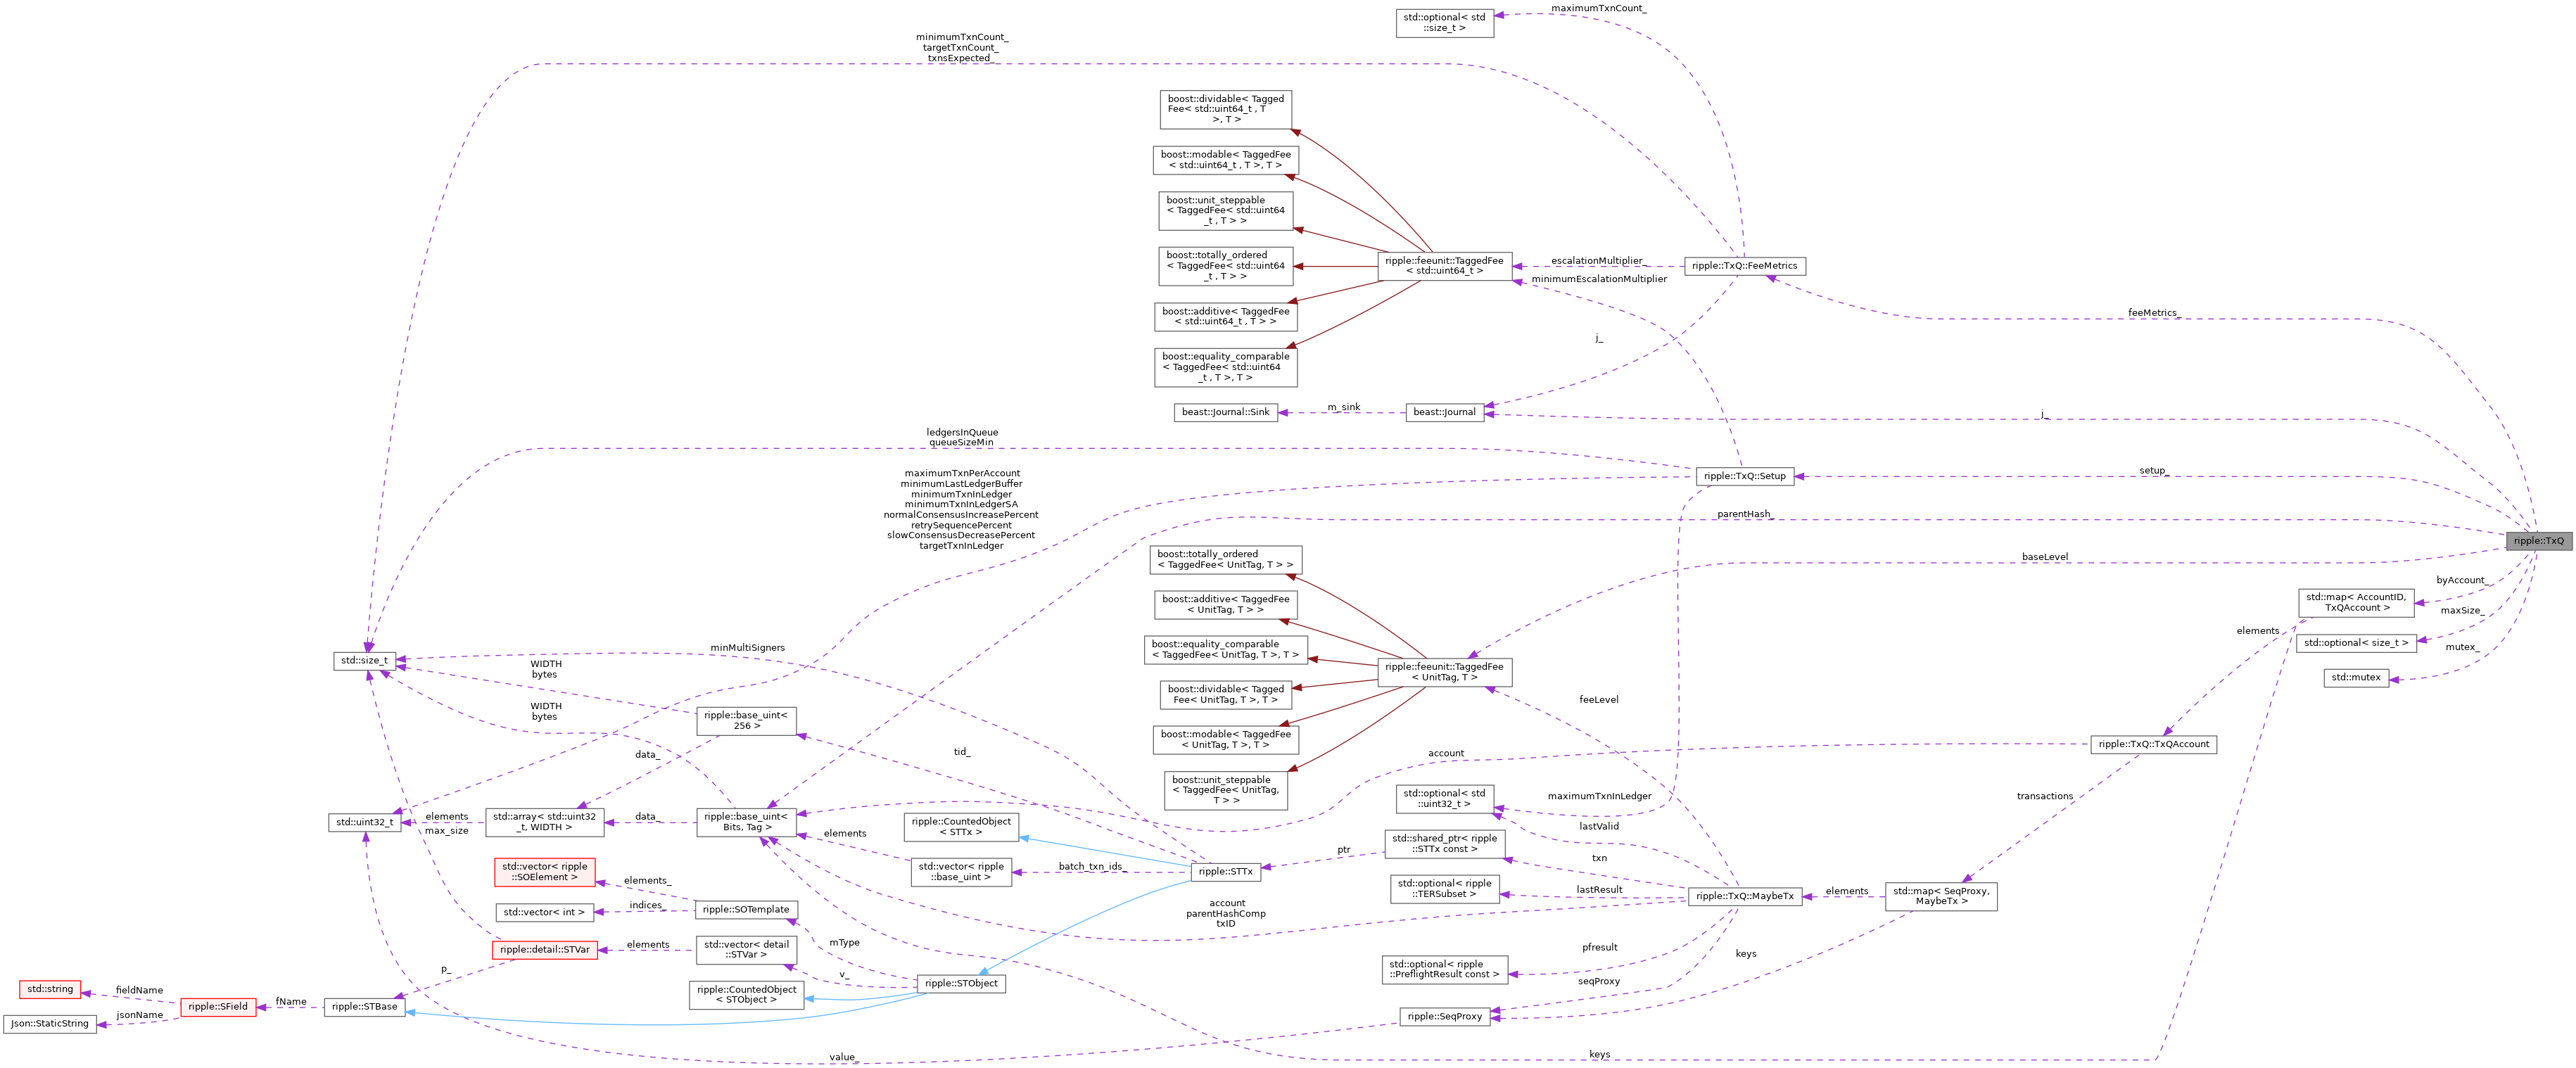 maximumTxnCount_
std::optional< std
::size_t >
minimumTxnCount_
targetTxnCount_
txnsExpected_
boost::dividable< Tagged
Fee< std::uint64_t , T
>, T >
boost::modable< TaggedFee
< std::uint64_t , T >, T >
boost::unit_steppable
< TaggedFee< std::uint64
_t , T > >
boost::totally_ordered
< TaggedFee< std::uint64
_t , T > >
boost::additive< TaggedFee
< std::uint64_t , T > >
boost::equality_comparable
< TaggedFee< std::uint64
_t , T >, T >
ripple::feeunit::TaggedFee
< std::uint64_t >
escalationMultiplier_
minimumEscalationMultiplier
ripple::TxQ::FeeMetrics
feeMetrics_
j_
beast::Journal::Sink
m_sink
beast::Journal
j_
ledgersInQueue
queueSizeMin
maximumTxnPerAccount
minimumLastLedgerBuffer
minimumTxnInLedger
minimumTxnInLedgerSA
normalConsensusIncreasePercent
retrySequencePercent
slowConsensusDecreasePercent
targetTxnInLedger
ripple::TxQ::Setup
setup_
parentHash_
ripple::TxQ
baseLevel
boost::totally_ordered
< TaggedFee< UnitTag, T > >
boost::additive< TaggedFee
< UnitTag, T > >
boost::equality_comparable
< TaggedFee< UnitTag, T >, T >
boost::dividable< Tagged
Fee< UnitTag, T >, T >
boost::modable< TaggedFee
< UnitTag, T >, T >
boost::unit_steppable
< TaggedFee< UnitTag,
T > >
ripple::feeunit::TaggedFee
< UnitTag, T >
byAccount_
std::map< AccountID,
TxQAccount >
maxSize_
elements
std::optional< size_t >
mutex_
std::mutex
std::size_t
minMultiSigners
WIDTH
bytes
WIDTH
bytes
ripple::base_uint<
256 >
feeLevel
ripple::TxQ::TxQAccount
account
tid_
data_
transactions
std::optional< std
::uint32_t >
maximumTxnInLedger
lastValid
std::uint32_t
elements
max_size
std::array< std::uint32
_t, WIDTH >
data_
ripple::base_uint<
Bits, Tag >
elements
ripple::CountedObject
< STTx >
std::vector< ripple
::base_uint >
batch_txn_ids_
ripple::STTx
ptr
std::shared_ptr< ripple
::STTx const >
txn
std::optional< ripple
::TERSubset >
lastResult
ripple::TxQ::MaybeTx
elements
std::map< SeqProxy,
MaybeTx >
std::vector< ripple
::SOElement >
elements_
std::vector< int >
indices_
ripple::SOTemplate
account
parentHashComp
txID
ripple::detail::STVar
elements
std::vector< detail
::STVar >
mType
v_
pfresult
keys
p_
std::optional< ripple
::PreflightResult const >
seqProxy
std::string
fieldName
ripple::SField
fName
ripple::STBase
ripple::CountedObject
< STObject >
ripple::STObject
Json::StaticString
jsonName
ripple::SeqProxy
value_
keys